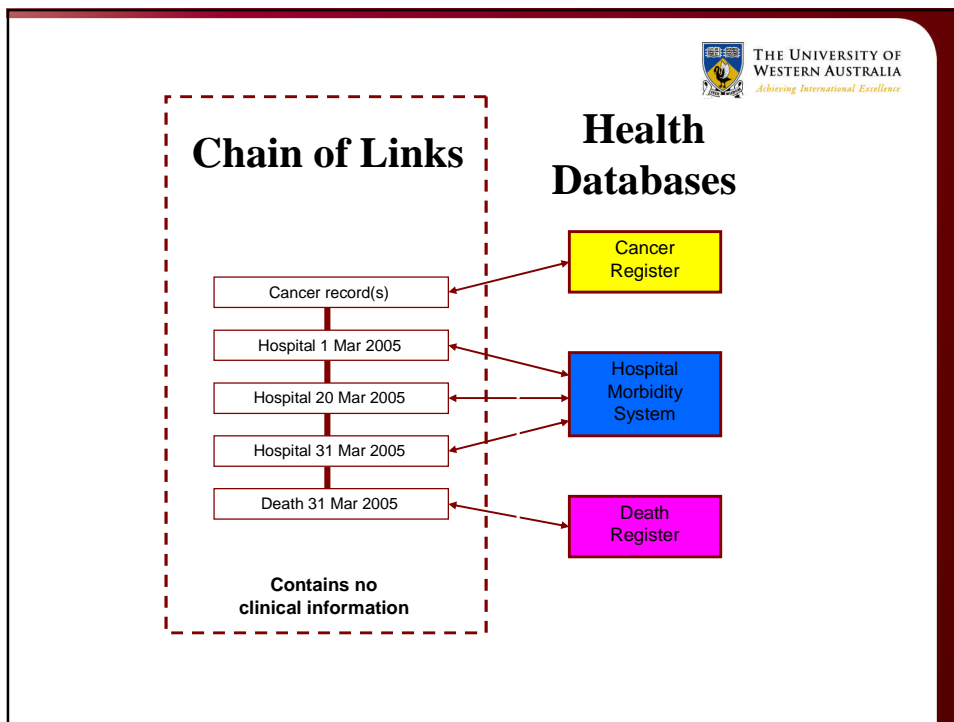 THE UNIVERSITY OF
WESTERN AUSTRALIA
Achieving International Excellence
Chain of Links
Health
Databases
Cancer
Register
Cancer record(s)
Hospital 1 Mar 2005
Hospital 20 Mar 2005
Hospital 31 Mar 2005
Death 31 Mar 2005
Hospital
Morbidity
System
Death
Register
Contains no
clinical information